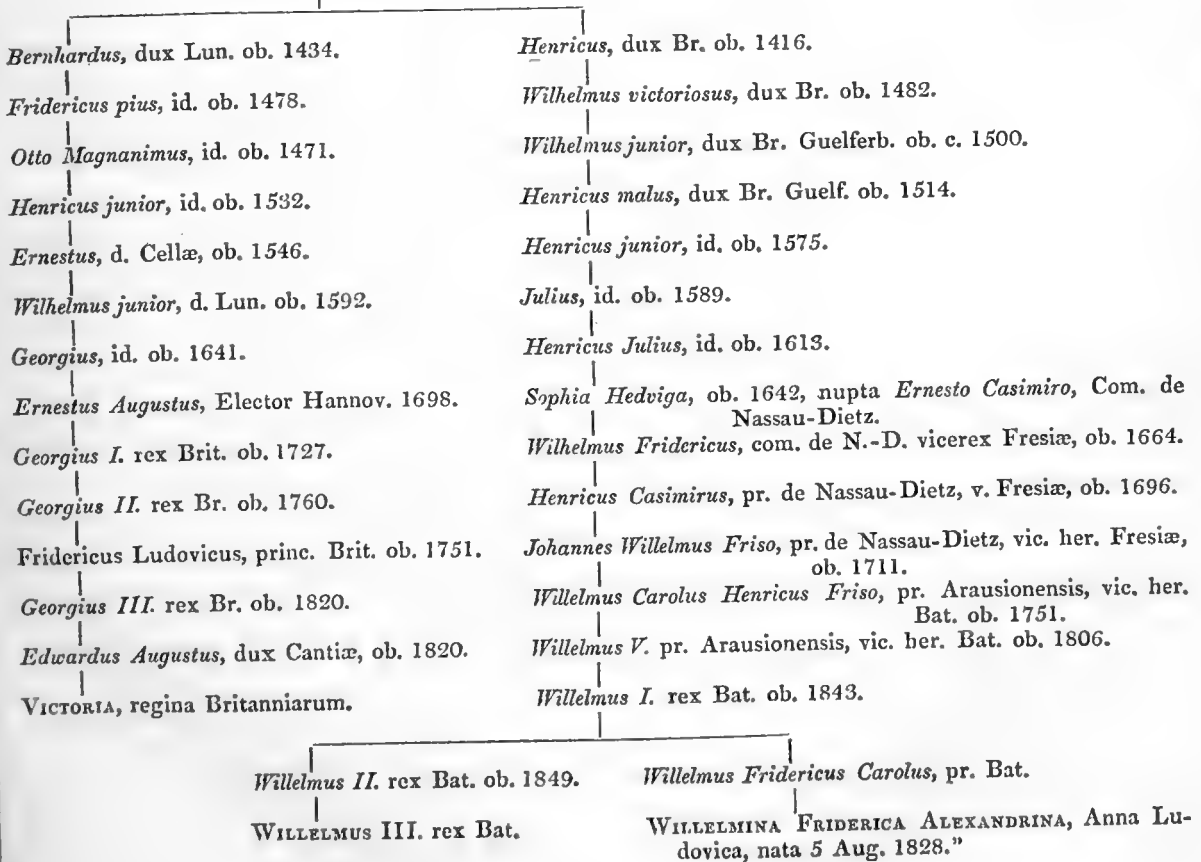 Bernhardus, dux Lun. ob. 1434.
Fridericus pius, id. ob. 1478.
Otto Magnanimus, id. ob. 1471.
Henricus junior, id. ob. 1532.
Ernestus, d. Cellæ, ob. 1546.
Wilhelmus junior, d. Lun. ob. 1592.
Georgius, id. ob. 1641.
Ernestus Augustus, Elector Hannov. 1698.
Georgius I. rex Brit. ob. 1727.
Georgius II. rex Br. ob. 1760.
Fridericus Ludovicus, princ. Brit. ob. 1751.
Georgius III. rex Br. ob. 1820.
Edwardus Augustus, dux Cantiæ, ob. 1820.
VICTORIA, regina Britanniarum.
Henricus, dux Br. ob. 1416.
Wilhelmus victoriosus, dux Br. ob. 1482.
Wilhelmus junior, dux Br. Guelferb. ob. c. 1500.
Henricus malus, dux Br. Guelf. ob. 1514.
Henricus junior, id. ob. 1575.
Julius, id. ob. 1589.
Henricus Julius, id. ob. 1613.
Sophia Hedviga, ob. 1642, nupta Ernesto Casimiro, Com. de
Nassau-Dietz.
Wilhelmus Fridericus, com. de N.-D. vicerex Fresiæ, ob. 1664.
Henricus Casimirus, pr. de Nassau-Dietz, v. Fresiæ, ob. 1696.
Johannes Willelmus Friso, pr. de Nassau-Dietz, vic. her. Fresiæ,
ob. 1711.
Willelmus Carolus Henricus Friso, pr. Arausionensis, vic. her.
Bat. ob. 1751.
Willelmus V. pr. Arausionensis, vic. her. Bat. ob. 1806.
Willelmus I. rex Bat. ob. 1843.
Willelmus II. rex Bat. ob. 1849.
WILLELMUS III. rex Bat.
Willelmus Fridericus Carolus, pr. Bat.
WILLELMINA FRIDERICA ALEXANDRINA, Anna Lu-
dovica, nata 5 Aug. 1828.”